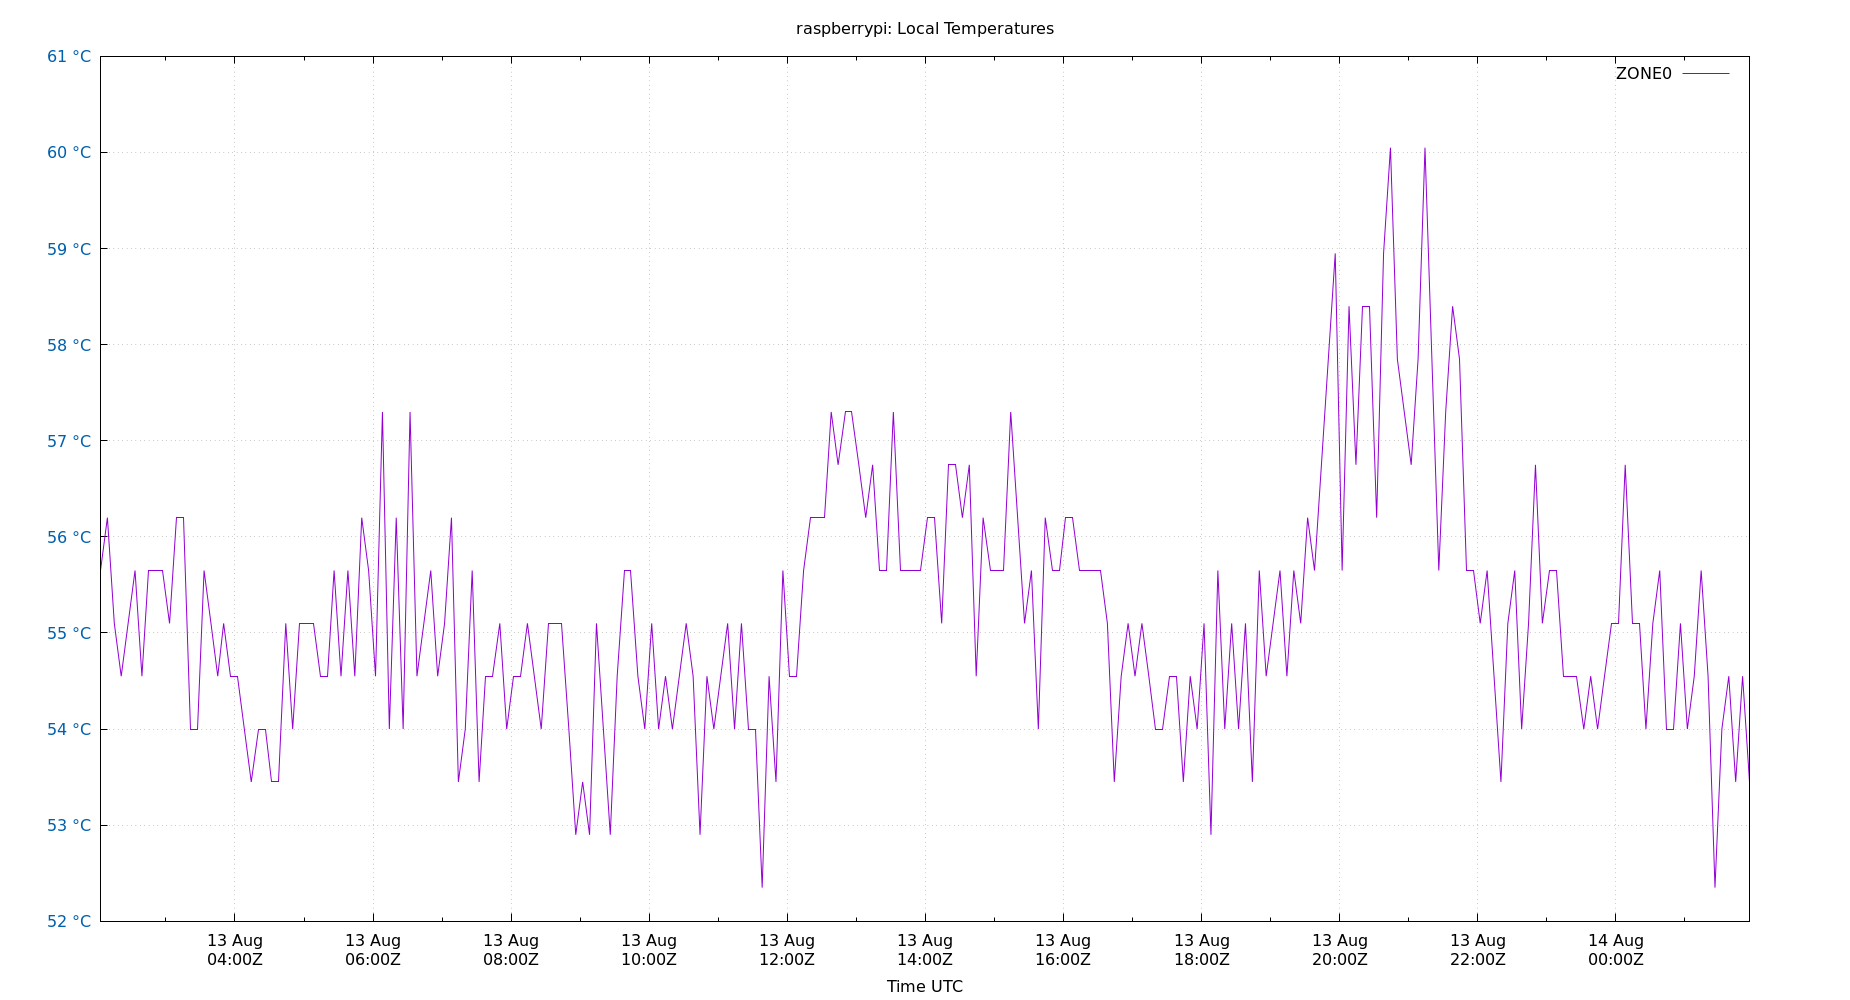 raspberrypi: Local Temperatures
61 °C
ZONE0
60 °C
59 °C
58 °C
57 °C
56 °C
55 °C
54 °C
53 °C
52 °C
13 Aug 13 Aug 13 Aug 13 Aug 13 Aug 13 Aug 13 Aug 13 Aug 13 Aug 13 Aug 14 Aug
04:00Z 06:00Z 08:00Z 10:00Z 12:00Z 14:00Z 16:00Z 18:00Z 20:00Z 22:00Z 00:00Z
Time UTC